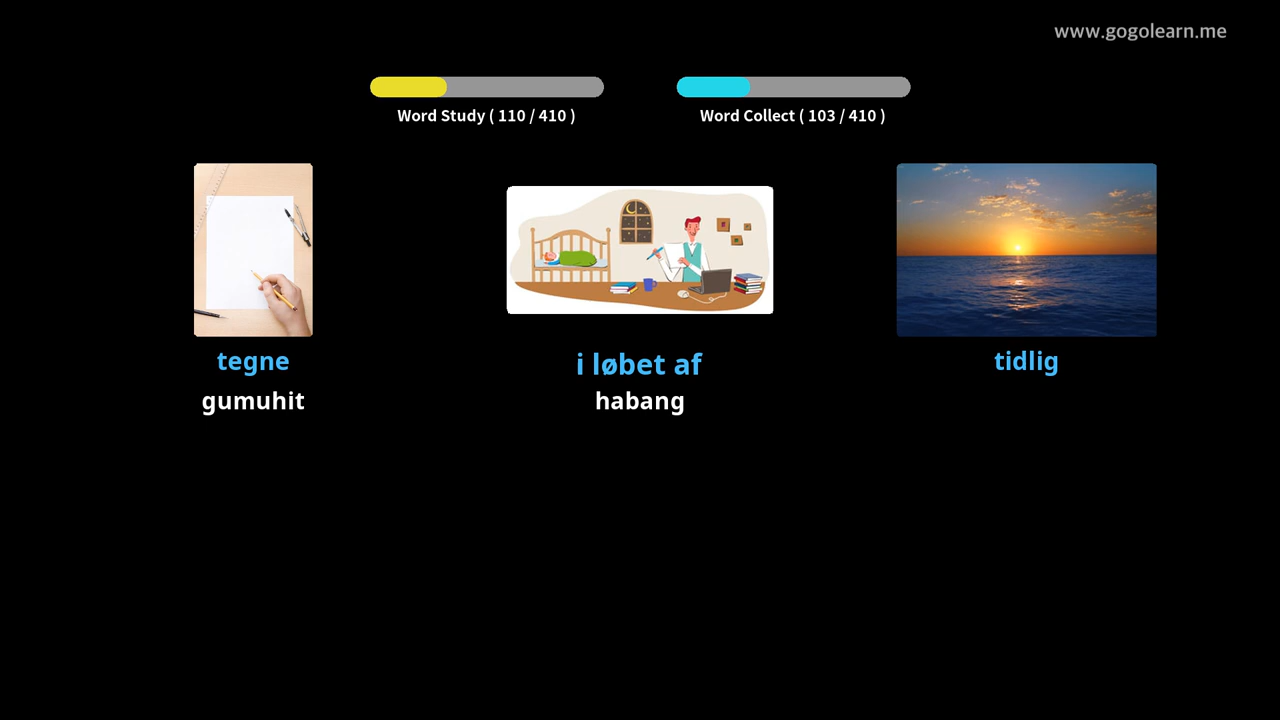 www.gogolearn.me
Word Study ( 110 / 410 )
Word Collect ( 103 / 410 )
tegne
gumuhit
i løbet af
habang
tidlig